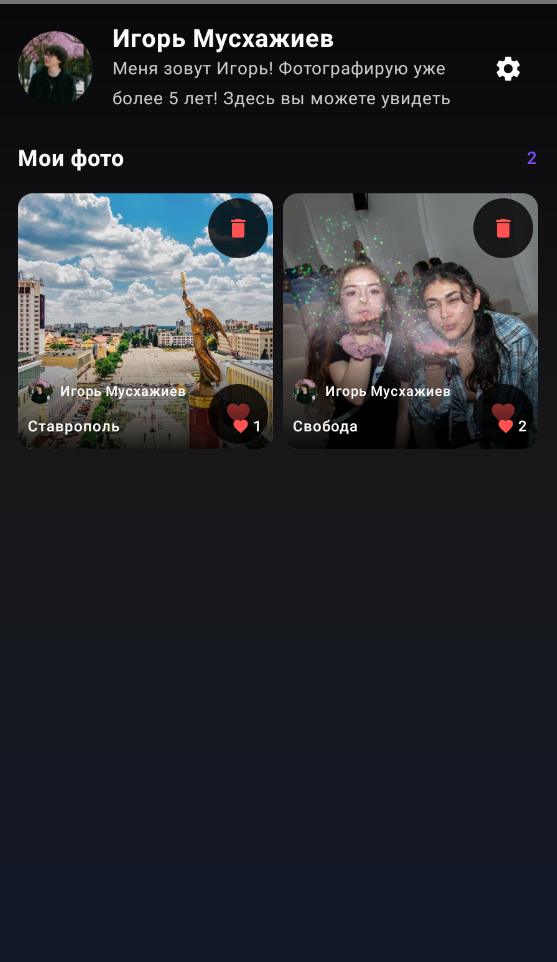 Игорь Мусхажиев
Меня зовут Игорь! Фотографирую уже
более 5 лет! Здесь вы можете увидеть
Мои фото
2
Игорь Мусхажиев
Ставрополь
1
Игорь Мусхажиев
Свобода
2